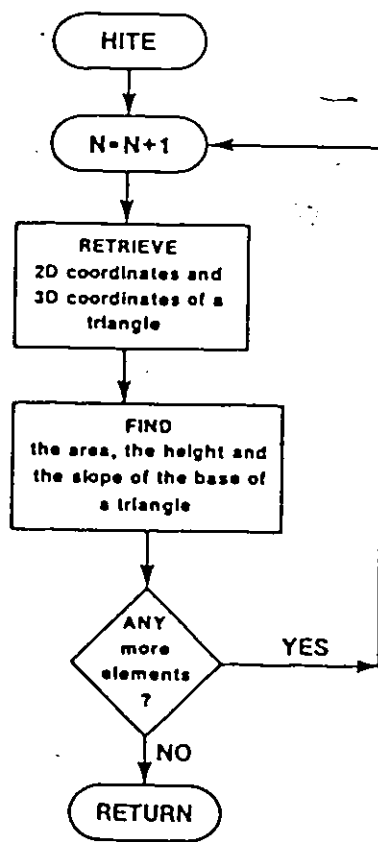 HITE
N=N+1
RETRIEVE
2D coordinates and
3D coordinates of a
triangle
FIND
the area, the height and
the slope of the base of
a triangle
ANY
more
elements
?
YES
NO
RETURN